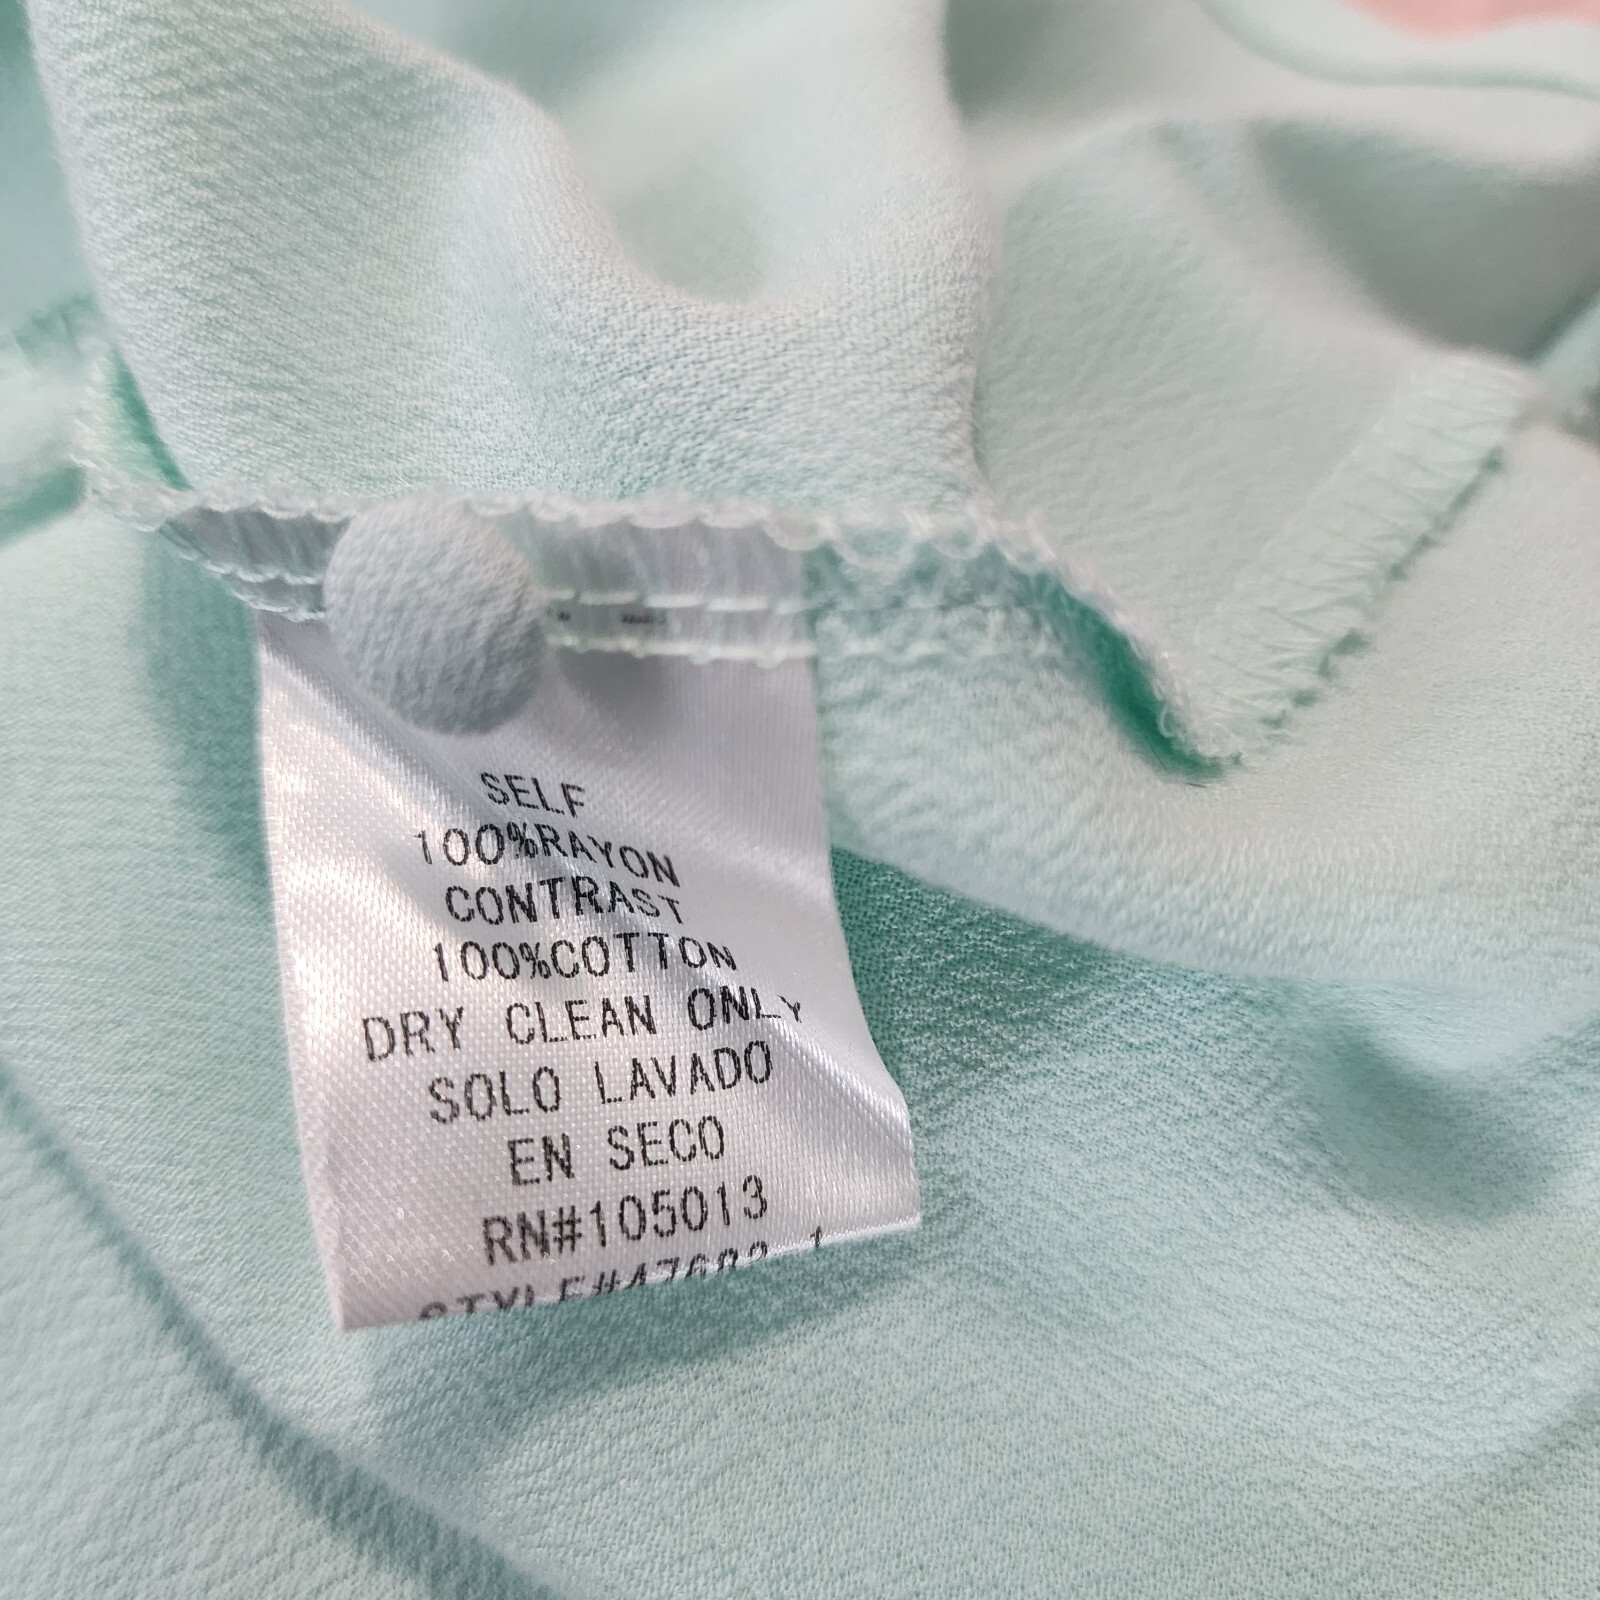 SELF
100%RAYON
CONTRAST
100%COTTON
DRY CLEAN ONLY
SOLO LAVADO
EN SECO
RN#105013